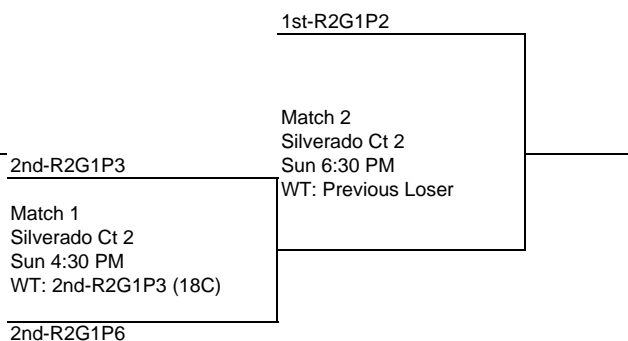 1st-R2G1P2
Match 2
Silverado Ct 2
Sun 6:30 PM
WT: Previous Loser
2nd-R2G1P3
Match 1
Silverado Ct 2
Sun 4:30 PM
WT: 2nd-R2G1P3 (18C)
2nd-R2G1P6